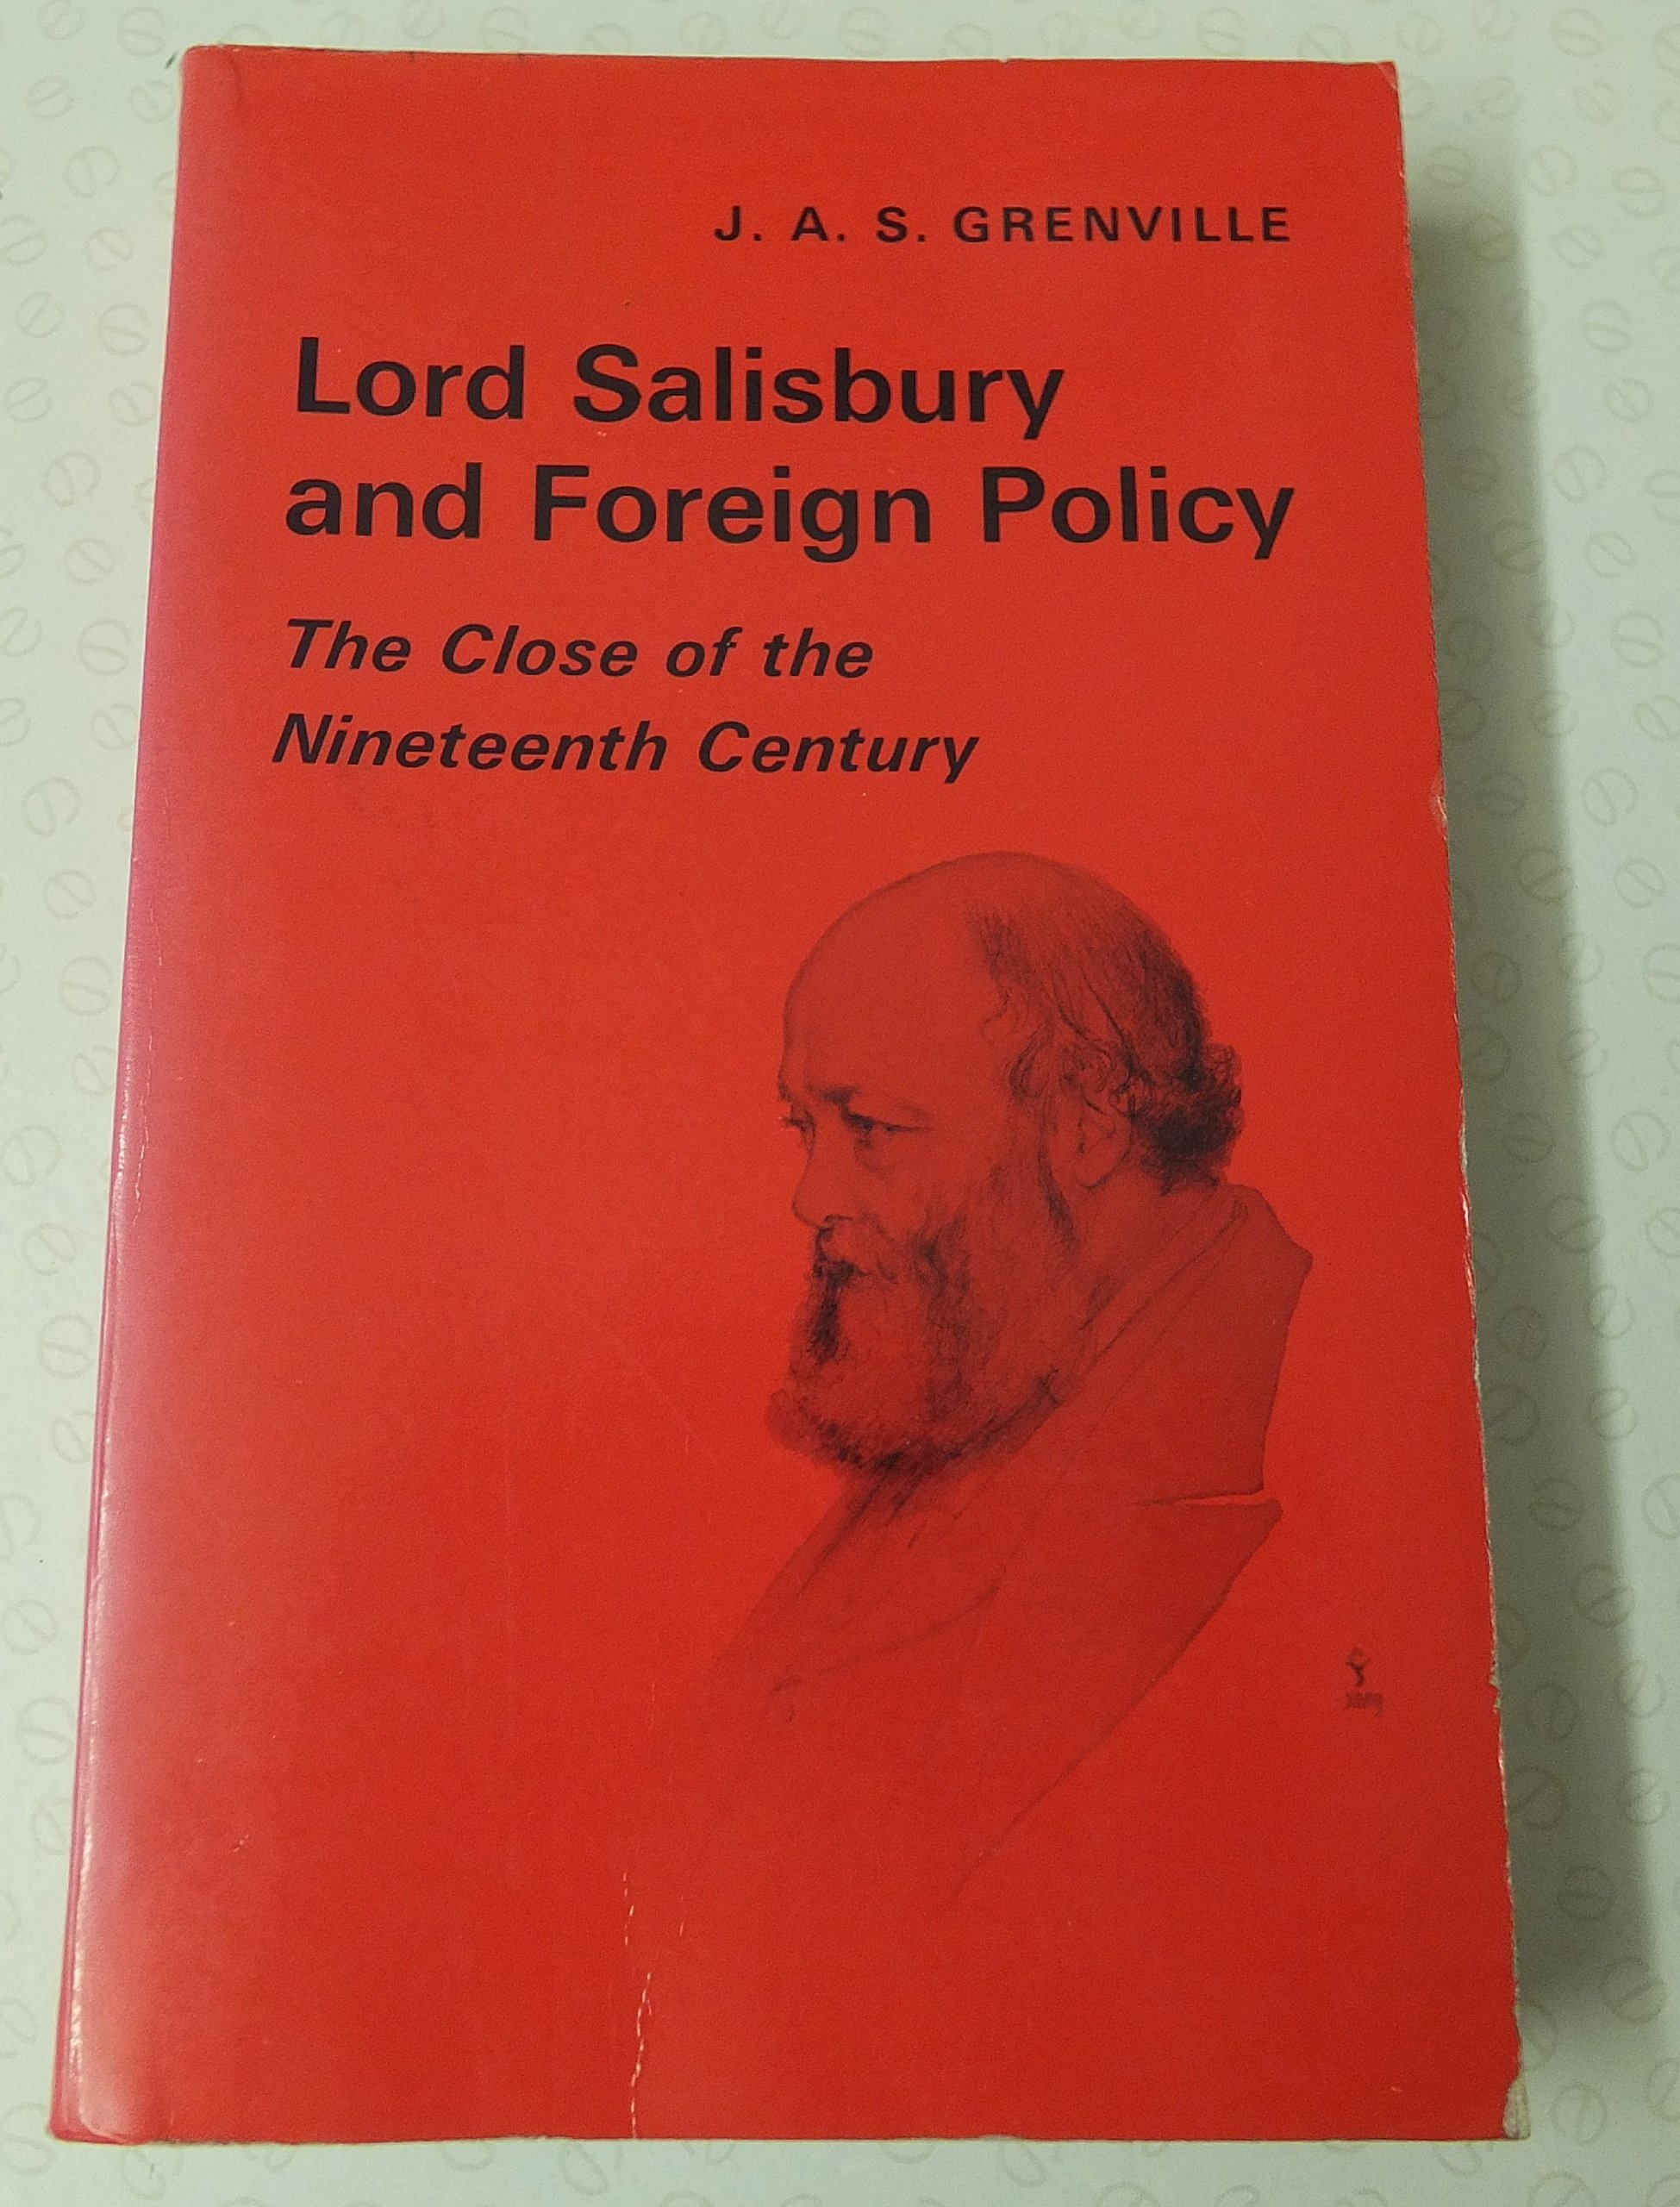 J. A. S. GRENVILLE
Lord Salisbury
and Foreign Policy
The Close of the
Nineteenth Century